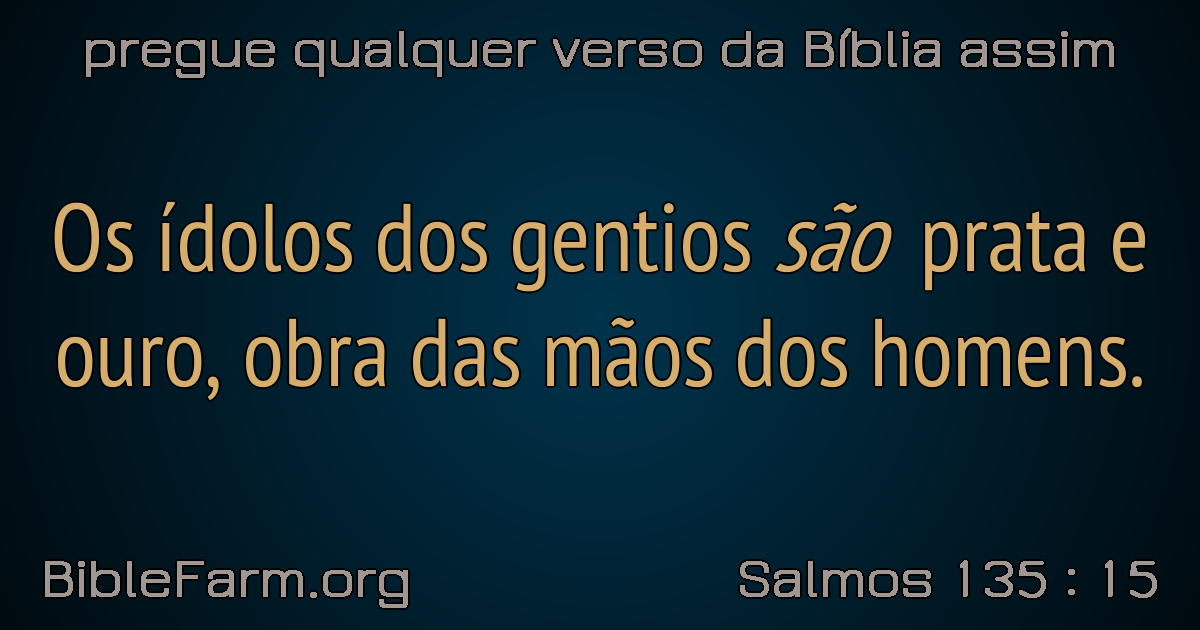 pregue qualquer verso da Bíblia assim
Os ídolos dos gentios são prata e
ouro, obra das mãos dos homens.
BibleFarm.org
Salmos 135 : 15